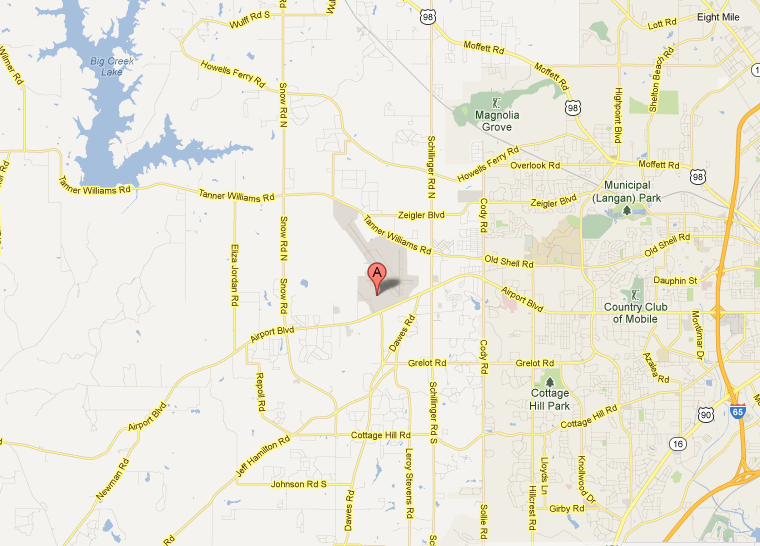 98
Eight Mile
Wulff Rd S
Lott Rd
Moffett Rd
Wilmer Rd
Big Creek
Lake
Howells Ferry Rd
Snow Rd N
Moffett Rd
Shelton Beach Rd
Highpoint Blvd
98
Magnolia
Grove
Schillinger Rd N
Howells Ferry Rd
Overlook Rd
Moffett Rd
98
Tanner Williams Rd
Tanner Williams Rd
Municipal
(Langan) Park
Cody Rd
Zeigler Blvd
Zeigler Blvd
Snow Rd N
Tanner Williams Rd
Old Shell Rd
Old Shell Rd
Eliza Jordan Rd
A
Dauphin St
Snow Rd
Airport Blvd
Country Club
of Mobile
Montlimar Dr
Airport Blvd
Dawes Rd
Cody Rd
Grelot Rd
Grelot Rd
Azalea Rd
Repoll Rd
Schillinger Rd S
Cottage
Hill Park
65
Airport Blvd
Cottage Hill Rd
90
Cottage Hill Rd
16
Jeff Hamilton Rd
Newman Rd
Leroy Stevens Rd
Lloyds Ln
Knollwood Dr
Johnson Rd S
Hillcrest Rd
Girby Rd
Dawes Rd
Sollie Rd
Rd